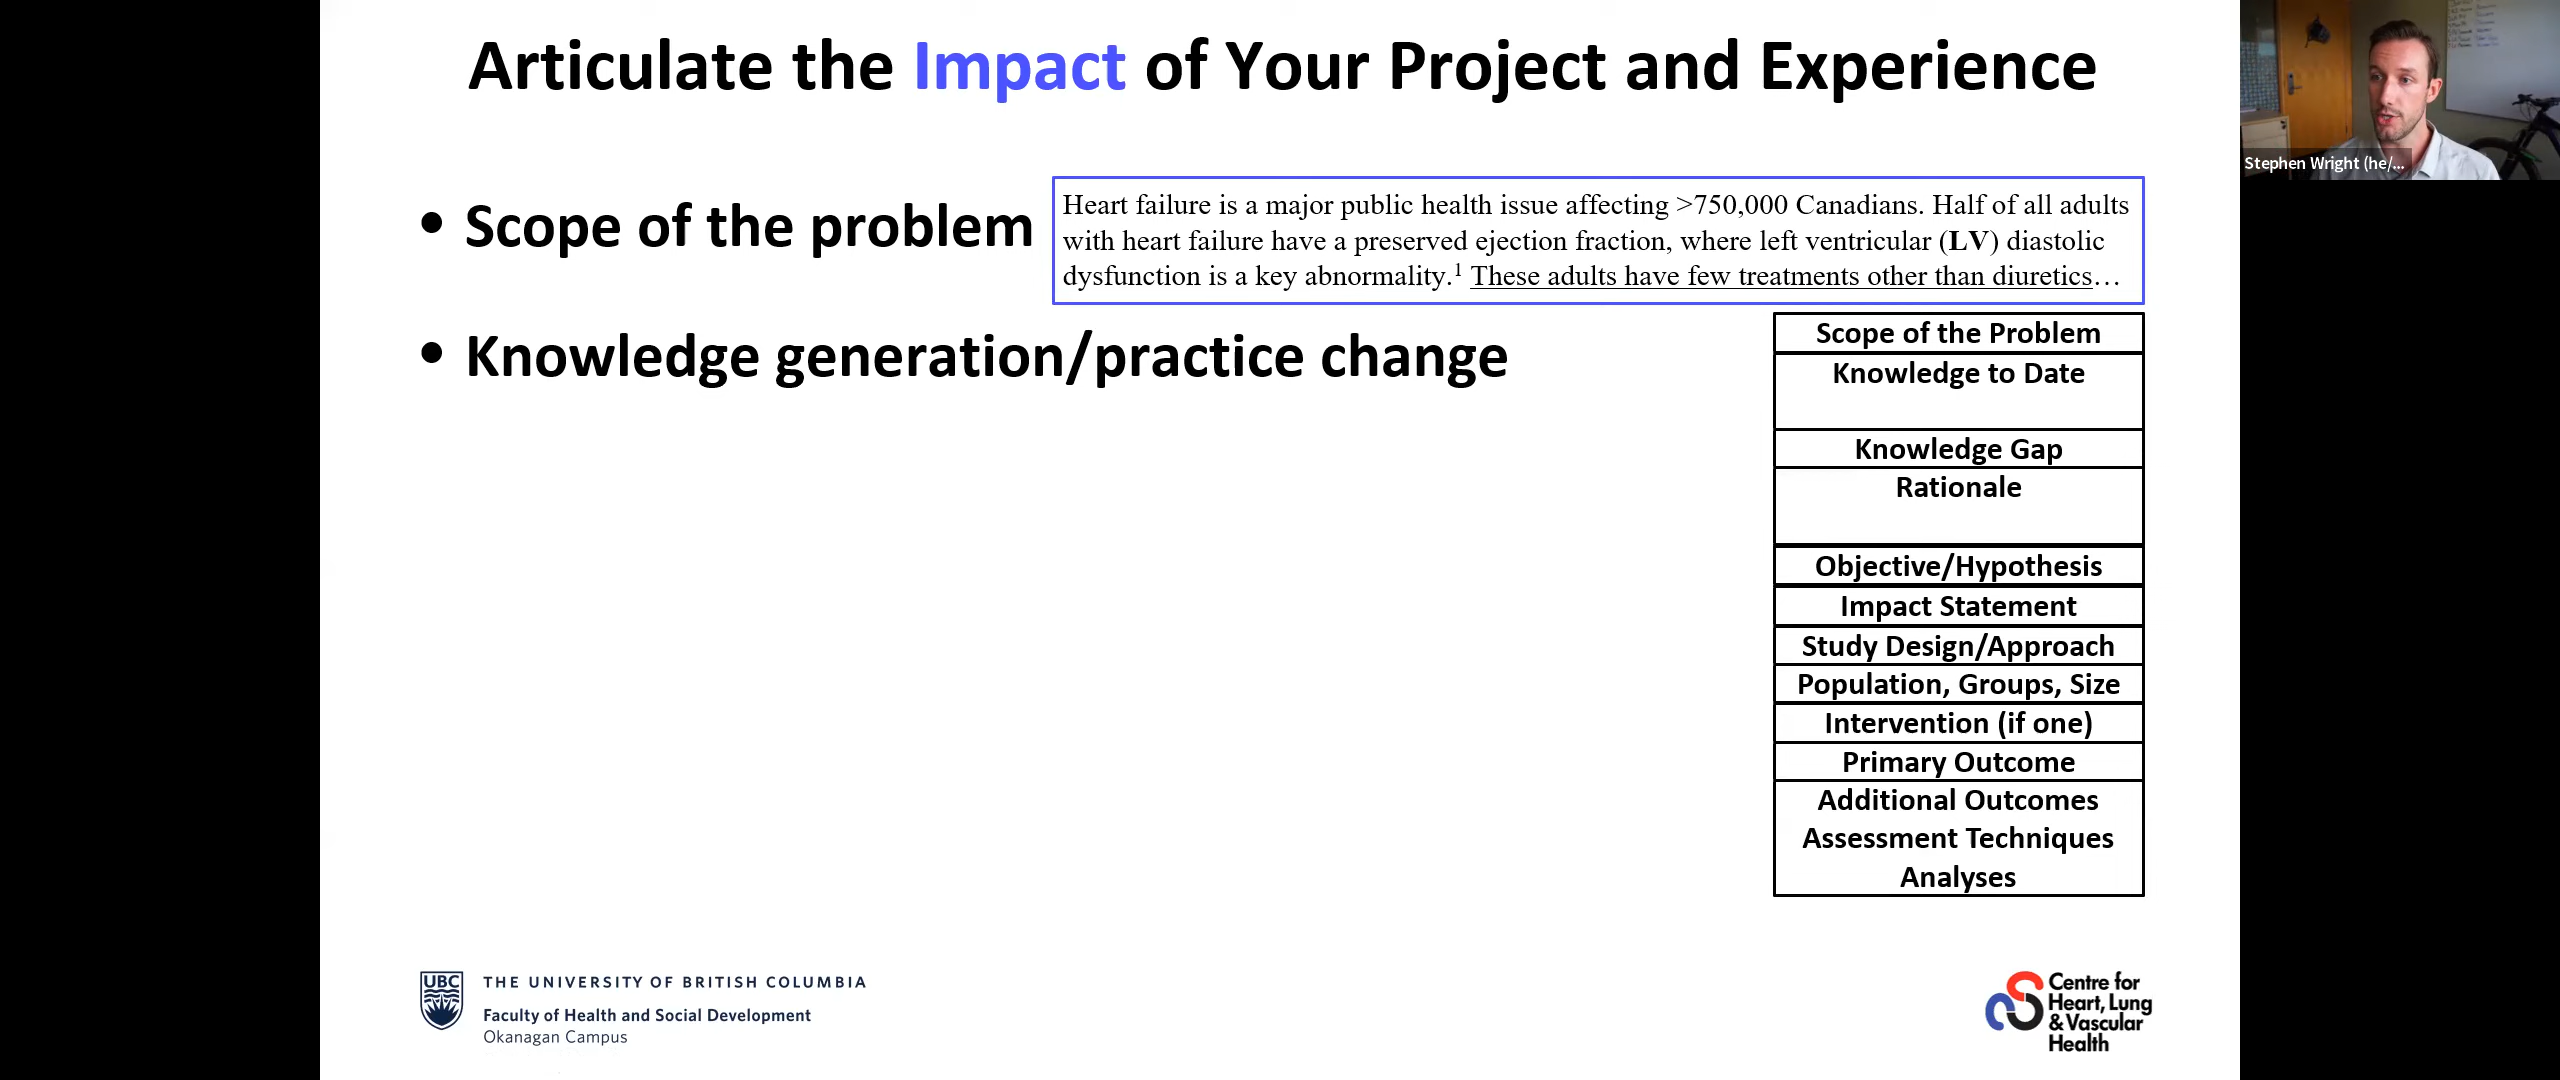 Articulate the Impact of Your Project and Experience
Stephen Wright (he/...
• Scope of the problem
Heart failure is a major public health issue affecting >750,000 Canadians. Half of all adults
with heart failure have a preserved ejection fraction, where left ventricular (LV) diastolic
dysfunction is a key abnormality.¹ These adults have few treatments other than diuretics…
• Knowledge generation/practice change
Scope of the Problem
Knowledge to Date
Knowledge Gap
Rationale
Objective/Hypothesis
Impact Statement
Study Design/Approach
Population, Groups, Size
Intervention (if one)
Primary Outcome
Additional Outcomes
Assessment Techniques
Analyses
UBC
THE UNIVERSITY OF BRITISH COLUMBIA
Faculty of Health and Social Development
Okanagan Campus
Centre for
Heart, Lung
& Vascular
Health